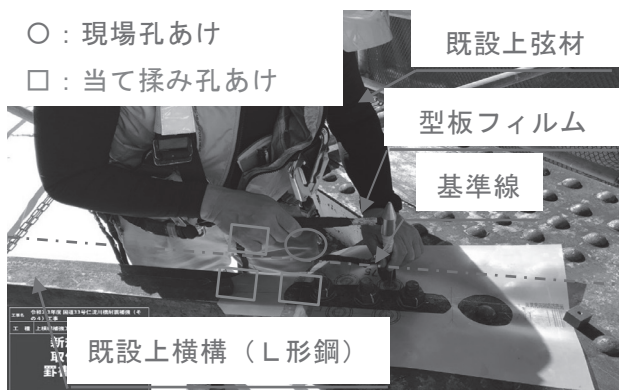 ○：現場孔あけ
□：当て揉み孔あけ
既設上弦材
型板フィルム
基準線
既設上横構（Ｌ形鋼）